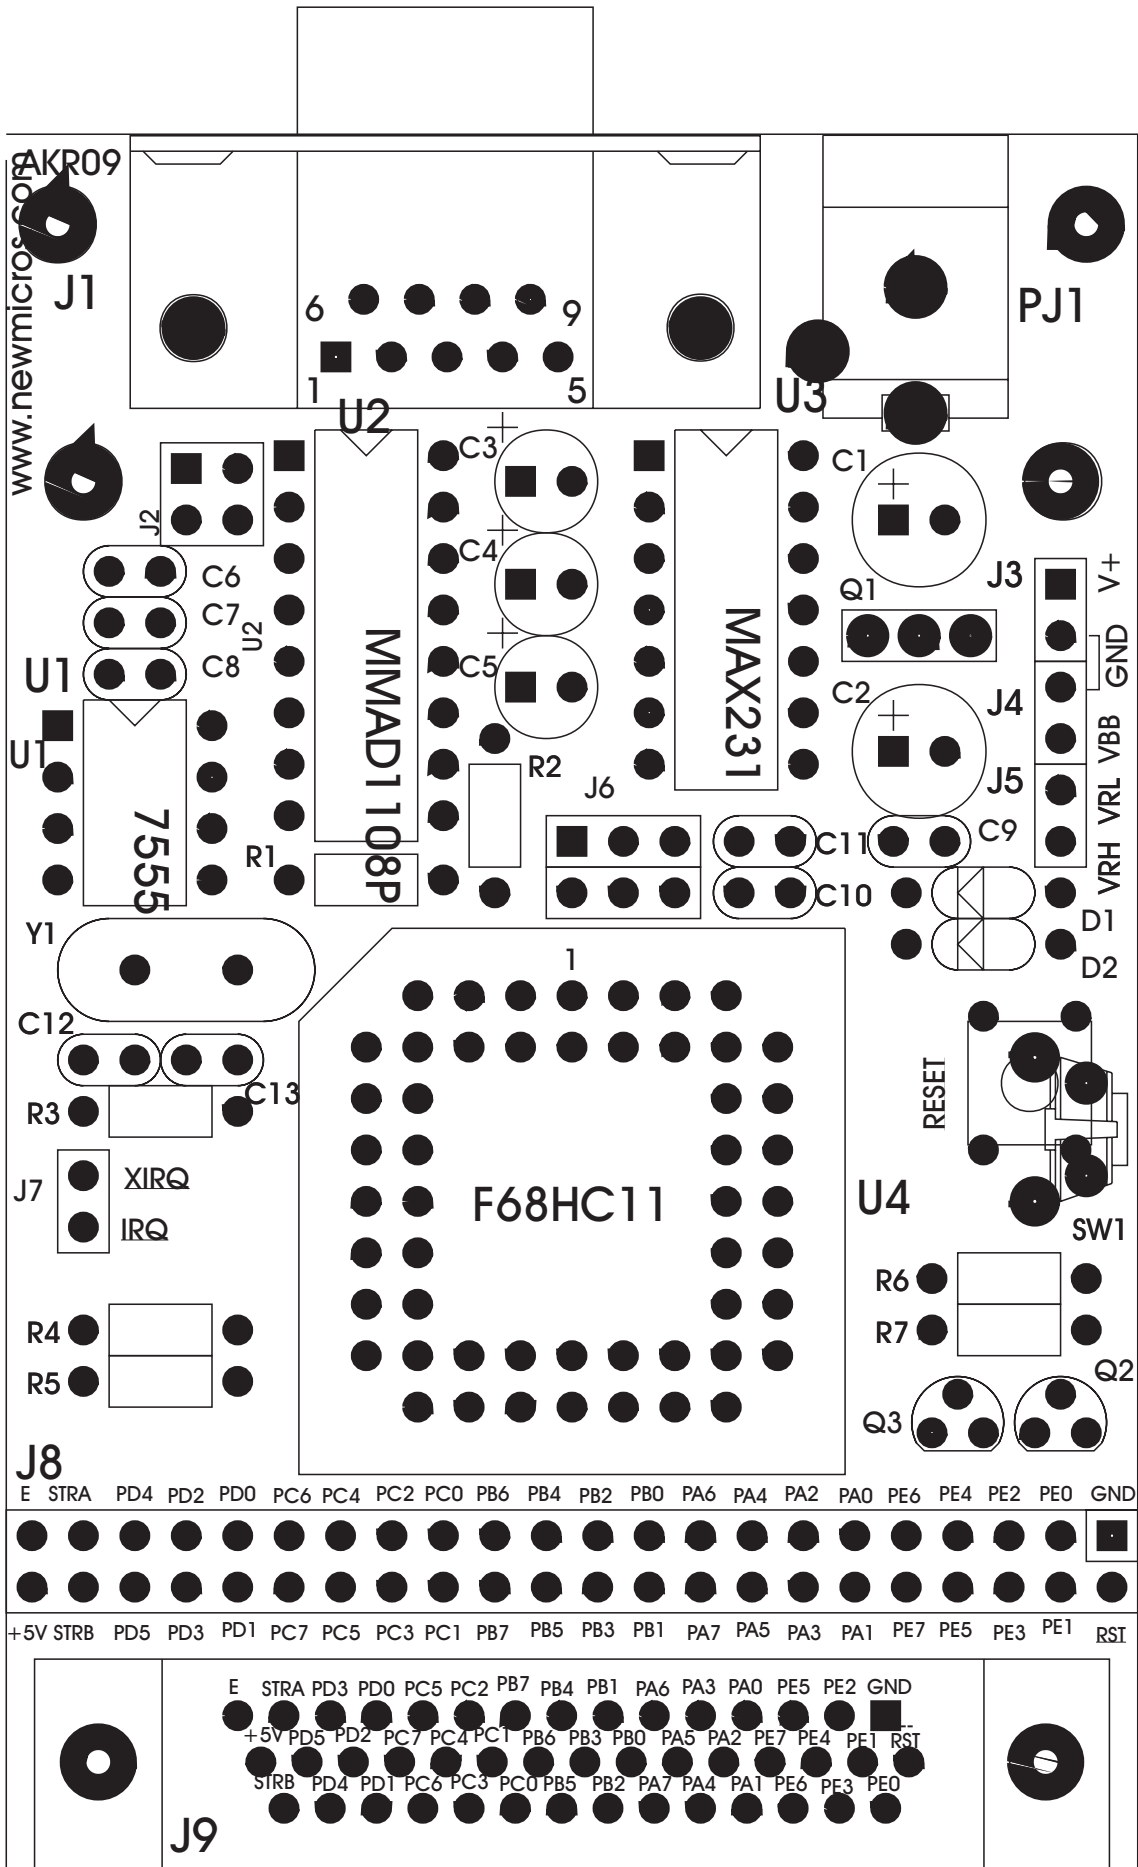 AKR09
www.newmicros.com
J1
6
9
1
5
PJ1
U3
U2
C3
C1
J2
C4
J3
V+
C6
Q1
C7
U2
GND
C8
C5
MMAD1108P
MAX231
U1
C2
J4
VBB
U1
R2
J6
J5
VRL
7555
R1
C11
C9
VRH
C10
D1
Y1
D2
1
C12
C13
RESET
R3
J7
XIRQ
IRQ
F68HC11
U4
SW1
R6
R4
R7
R5
Q2
Q3
J8
E STRA PD4 PD2 PD0 PC6 PC4 PC2 PC0 PB6 PB4 PB2 PB0 PA6 PA4 PA2 PA0 PE6 PE4 PE2 PE0 GND
+5V STRB PD5 PD3 PD1 PC7 PC5 PC3 PC1 PB7 PB5 PB3 PB1 PA7 PA5 PA3 PA1 PE7 PE5 PE3 PE1 RST
E STRA PD3 PD0 PC5 PC2 PB7 PB4 PB1 PA6 PA3 PA0 PE5 PE2 GND
+5V PD5 PD2 PC7 PC4 PC1 PB6 PB3 PB0 PA5 PA2 PE7 PE4 PE1 RST
STRB PD4 PD1 PC6 PC3 PC0 PB5 PB2 PA7 PA4 PA1 PE6 PE3 PE0
J9